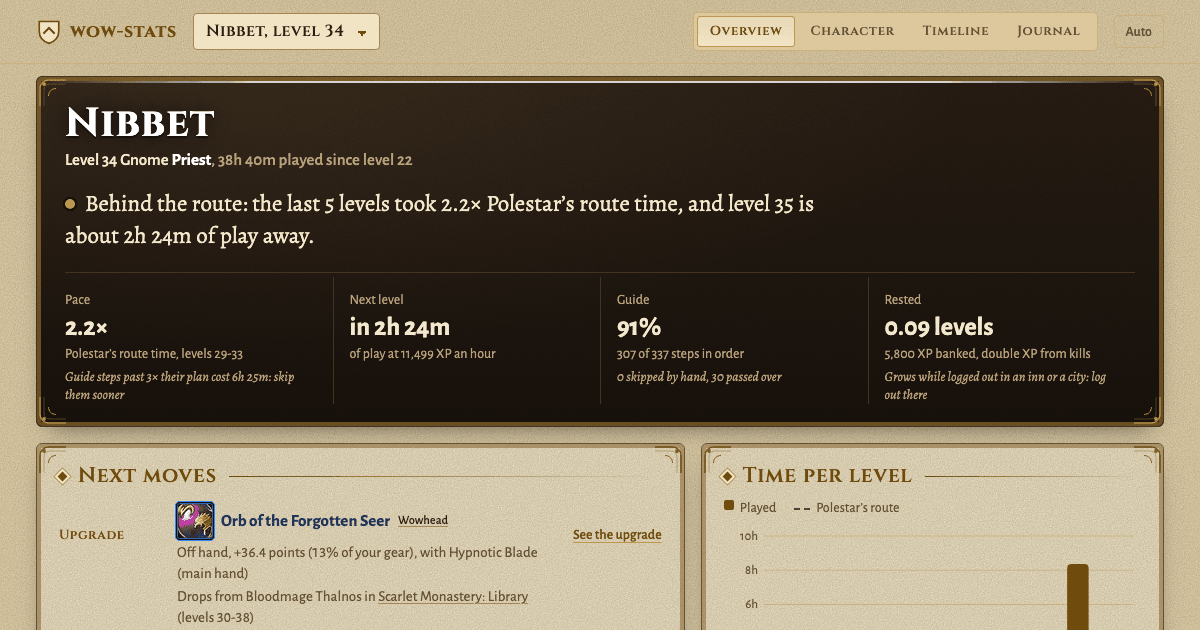 WOW-STATS
Nibbet, level 34
Overview
Character
Timeline
Journal
Auto
Nibbet
Level 34 Gnome Priest, 38h 40m played since level 22
Behind the route: the last 5 levels took 2.2× Polestar’s route time, and level 35 is
about 2h 24m of play away.
Pace
2.2×
Polestar’s route time, levels 29-33
Guide steps past 3× their plan cost 6h 25m: skip
them sooner
Next level
in 2h 24m
of play at 11,499 XP an hour
Guide
91%
307 of 337 steps in order
0 skipped by hand, 30 passed over
Rested
0.09 levels
5,800 XP banked, double XP from kills
Grows while logged out in an inn or a city: log
out there
Next moves
Upgrade
Orb of the Forgotten Seer Wowhead
Off hand, +36.4 points (13% of your gear), with Hypnotic Blade
(main hand)
Drops from Bloodmage Thalnos in Scarlet Monastery: Library
(levels 30-38)
See the upgrade
Time per level
Played
Polestar’s route
10h
8h
6h